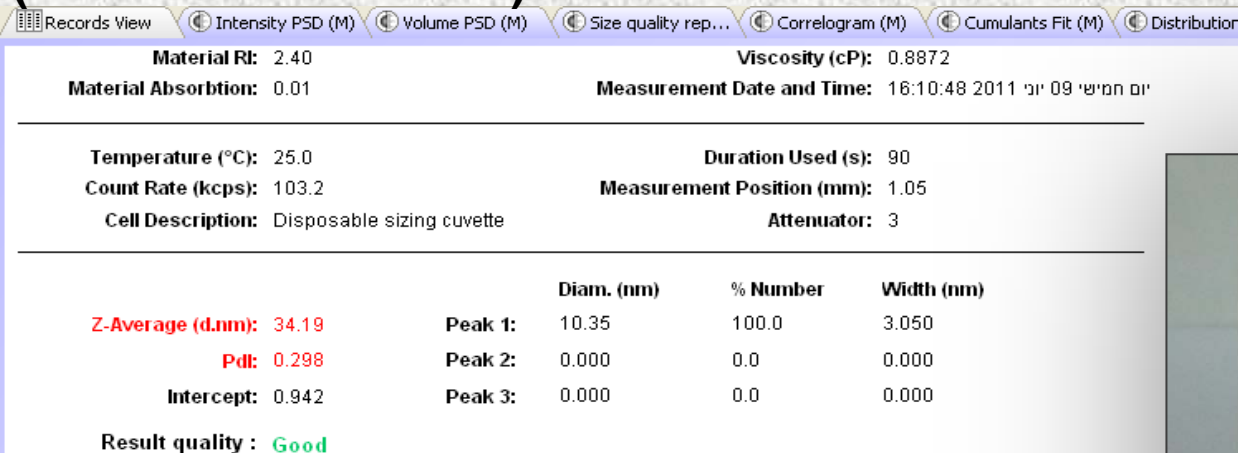 Records View Intensity PSD (M) Volume PSD (M) Size quality rep... Correlogram (M) Cumulants Fit (M) Distribution
Material RI: 2.40 Viscosity (cP): 0.8872
Material Absorbtion: 0.01 Measurement Date and Time: יום חמישי 09 יוני 2011 16:10:48
Temperature (°C): 25.0 Duration Used (s): 90
Count Rate (kcps): 103.2 Measurement Position (mm): 1.05
Cell Description: Disposable sizing cuvette Attenuator: 3
Diam. (nm) % Number Width (nm)
Z-Average (d.nm): 34.19 Peak 1: 10.35 100.0 3.050
PdI: 0.298 Peak 2: 0.000 0.0 0.000
Intercept: 0.942 Peak 3: 0.000 0.0 0.000
Result quality : Good